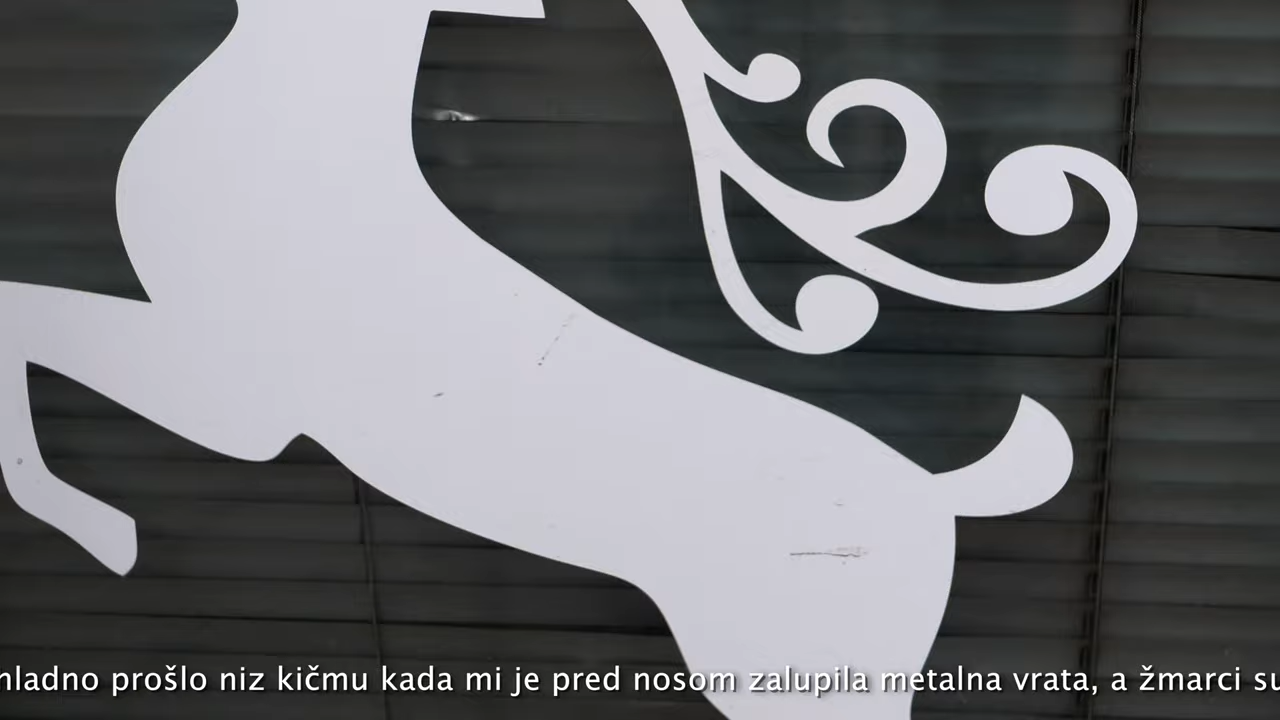 hladno prošlo niz kičmu kada mi je pred nosom zalupila metalna vrata, a žmarci su